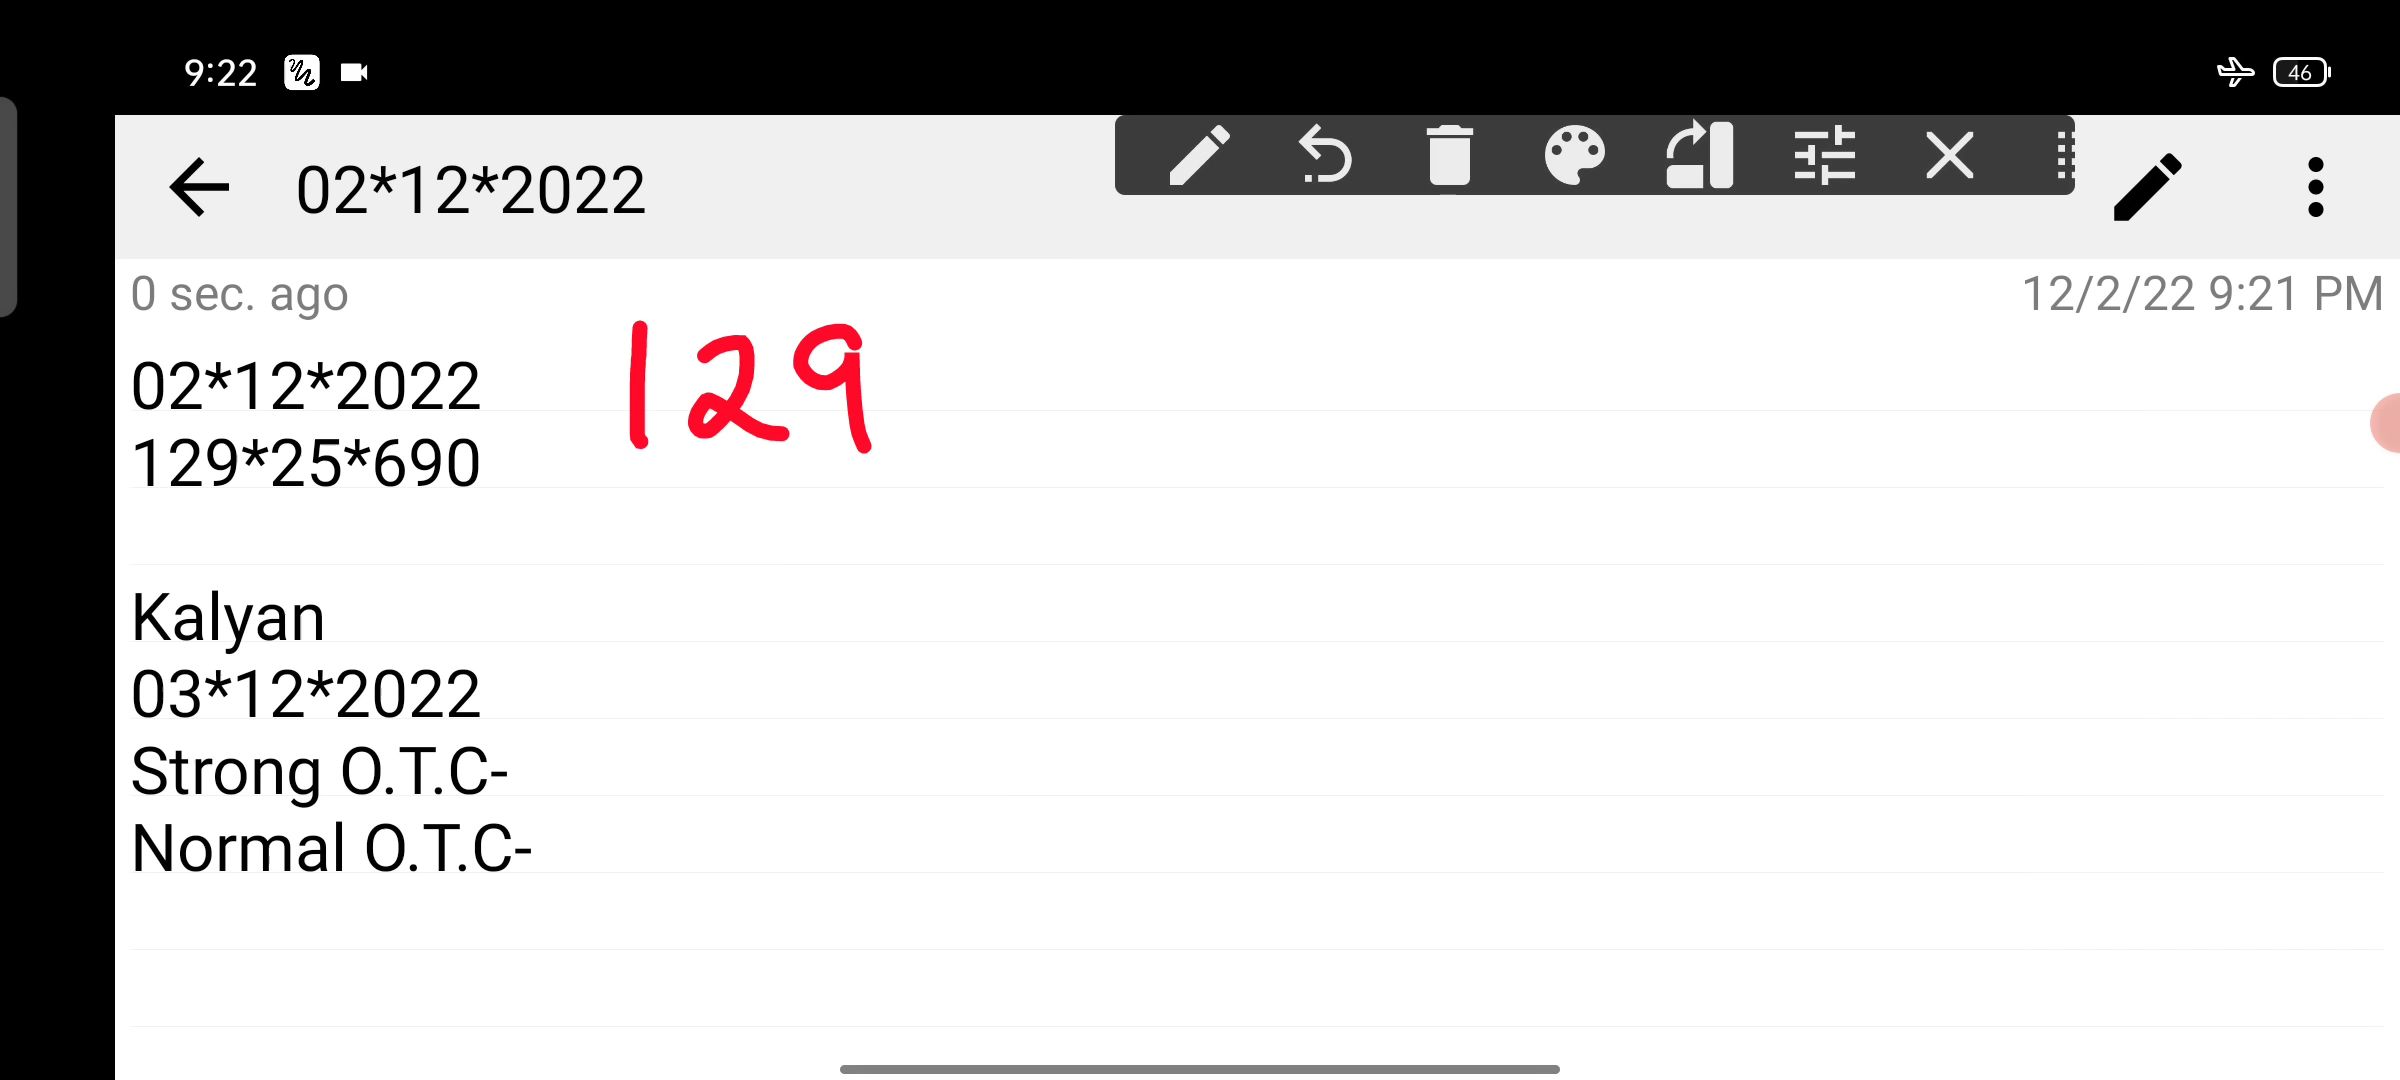 9:22
46
02*12*2022
0 sec. ago
12/2/22 9:21 PM
129
02*12*2022
129*25*690
Kalyan
03*12*2022
Strong O.T.C-
Normal O.T.C-